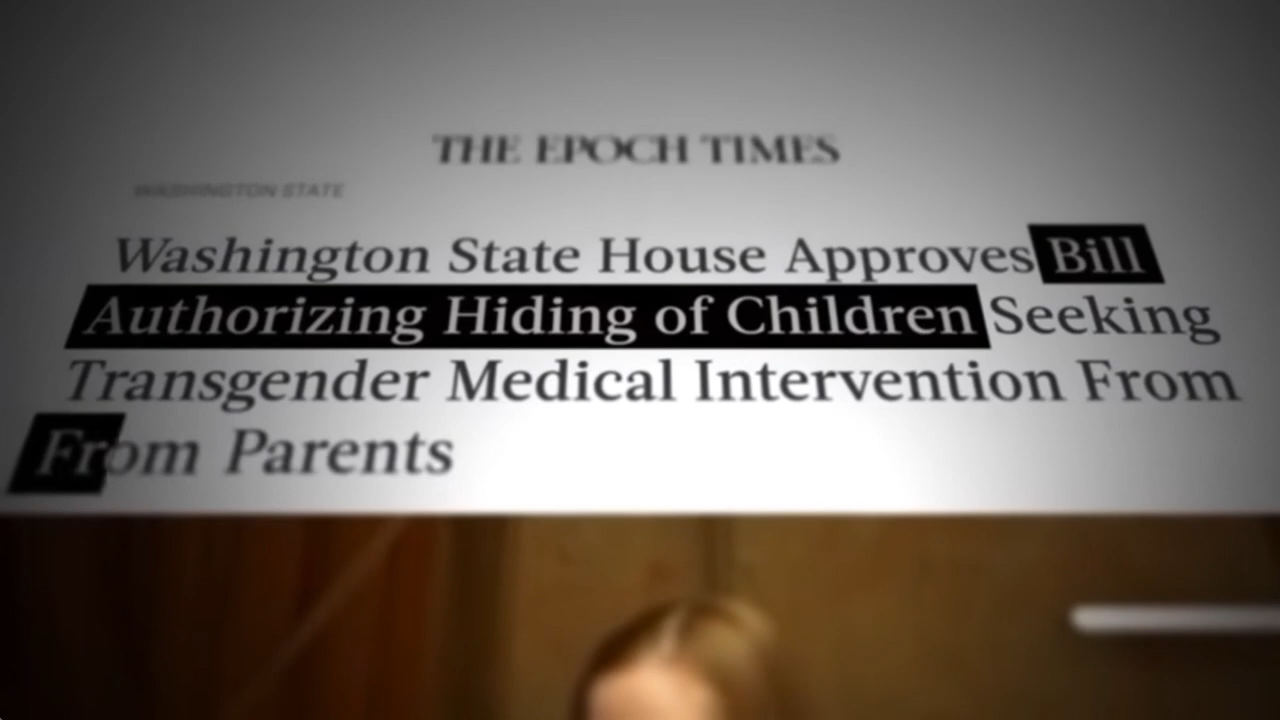 THE EPOCH TIMES
WASHINGTON STATE
Washington State House Approves Bill
Authorizing Hiding of Children Seeking
Transgender Medical Intervention From
From Parents